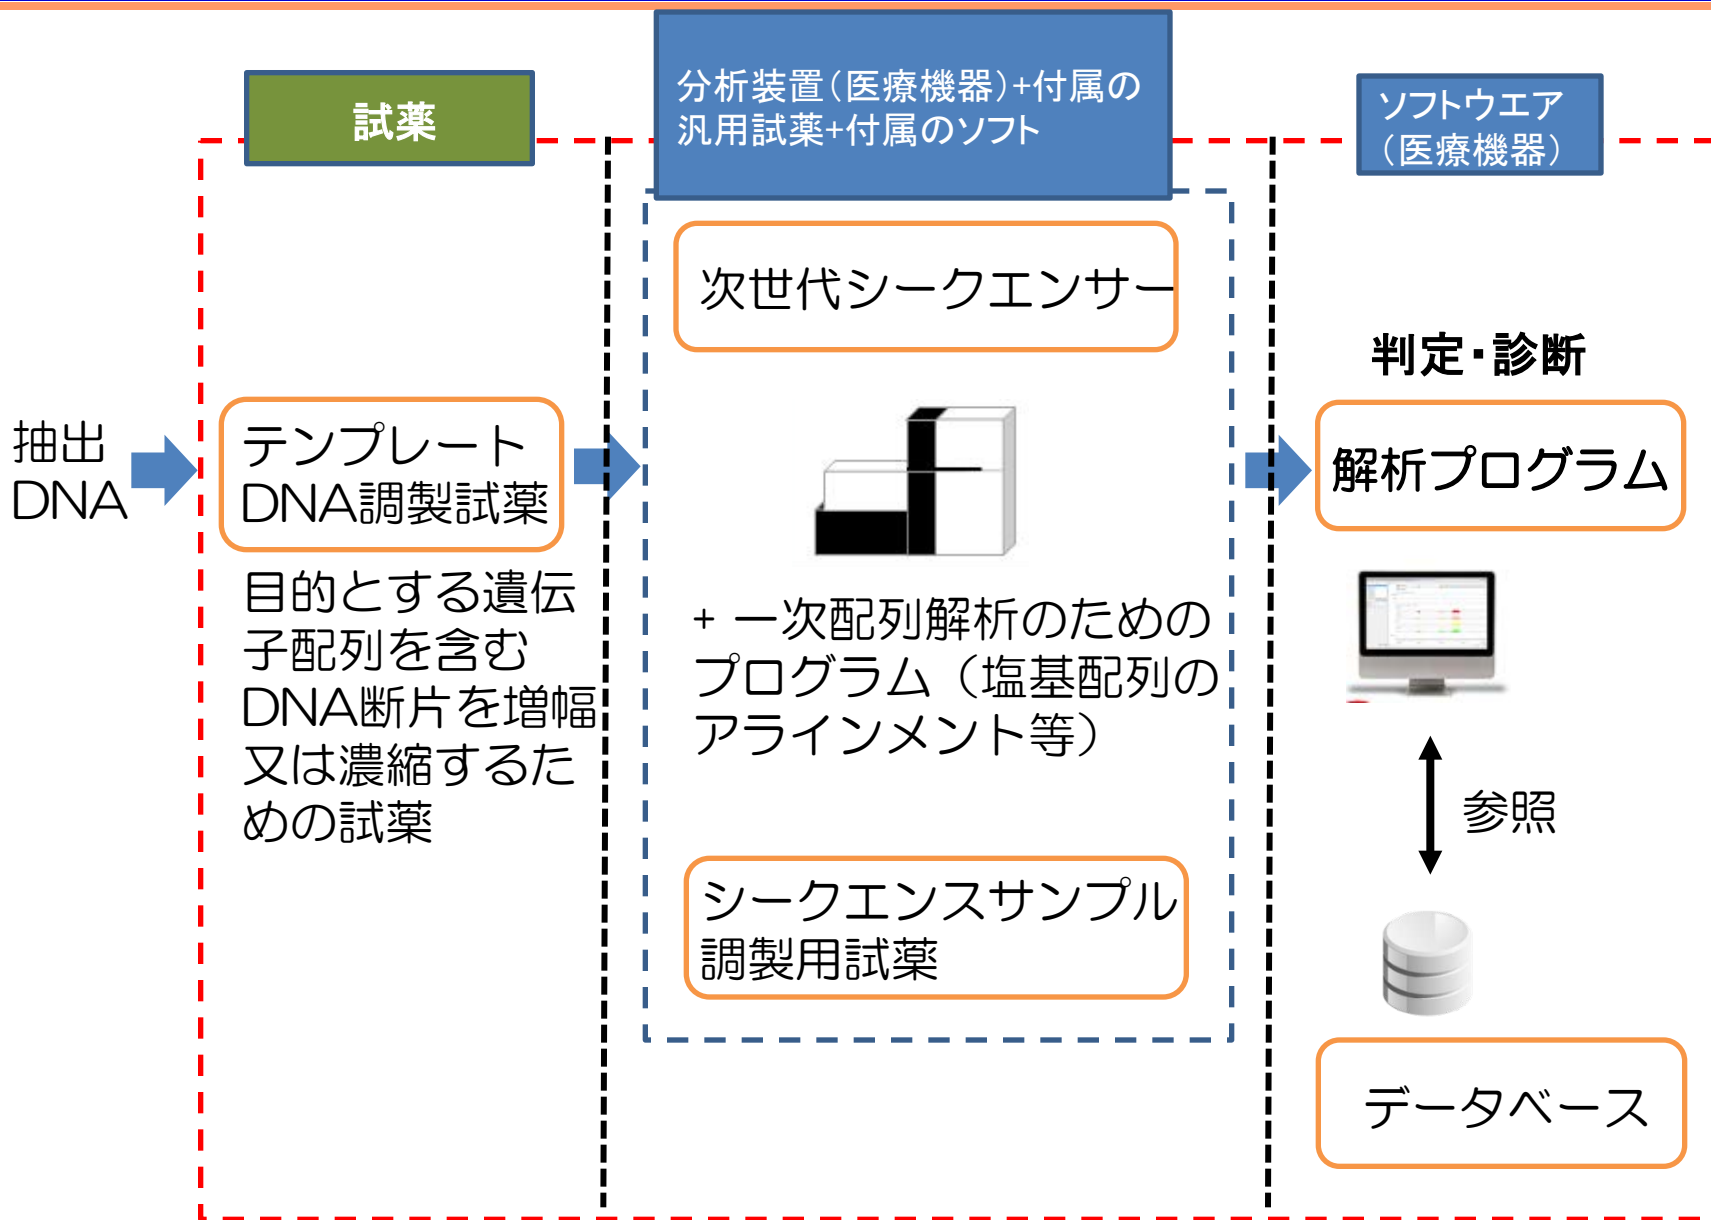 試薬
分析装置(医療機器)+付属の
汎用試薬+付属のソフト
ソフトウエア
(医療機器)
抽出
DNA
テンプレート
DNA調製試薬
目的とする遺伝
子配列を含む
DNA断片を増幅
又は濃縮するた
めの試薬
次世代シークエンサー
+ 一次配列解析のための
プログラム（塩基配列の
アラインメント等）
シークエンスサンプル
調製用試薬
判定・診断
解析プログラム
参照
データベース